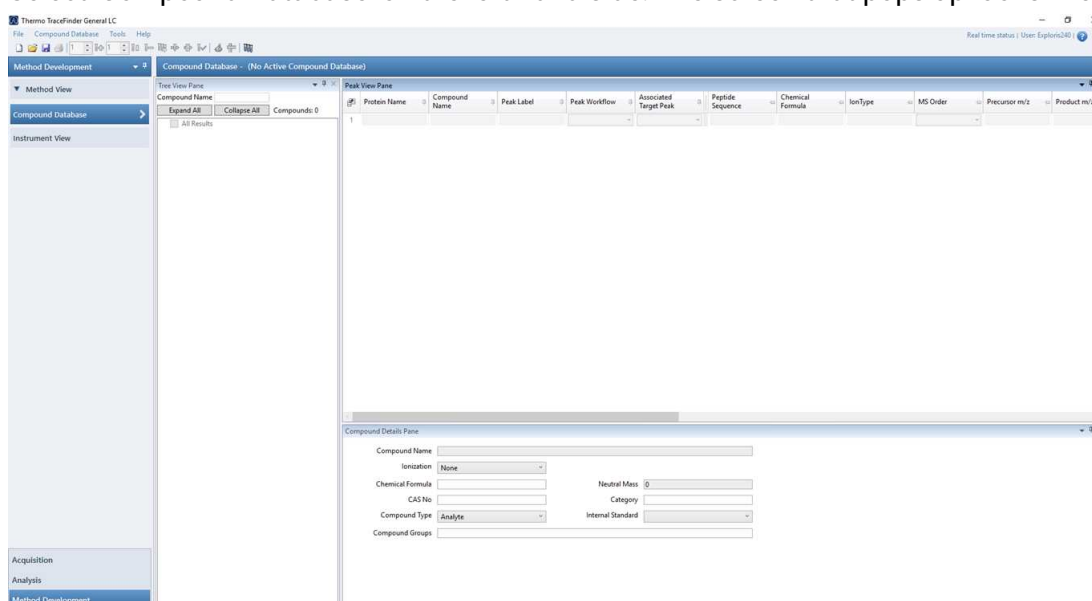 Thermo TraceFinder General LC
File Compound Database Tools Help
Real time status | User: Exploris240 |
1 1
Method Development
Compound Database - (No Active Compound Database)
Method View
Compound Database
Instrument View
Tree View Pane
Compound Name
Expand All Collapse All Compounds: 0
All Results
Peak View Pane
Protein Name Compound Name Peak Label Peak Workflow Associated Target Peak Peptide Sequence Chemical Formula IonType MS Order Precursor m/z Product m/z
1
Compound Details Pane
Compound Name
Ionization None
Chemical Formula Neutral Mass 0
CAS No Category
Compound Type Analyte Internal Standard
Compound Groups
Acquisition
Analysis
Method Development